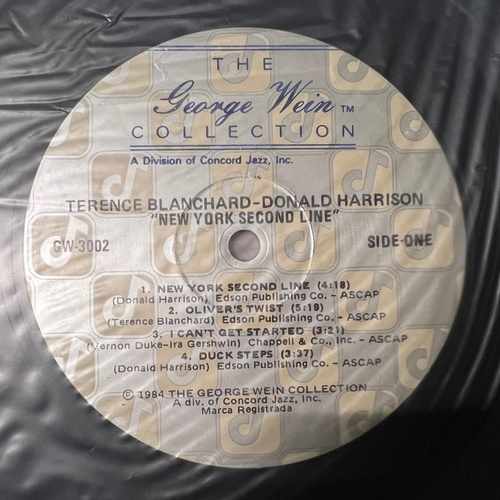 THE
George Wein TM
COLLECTION
A Division of Concord Jazz, Inc.
TERENCE BLANCHARD-DONALD HARRISON
"NEW YORK SECOND LINE"
GW-3002
SIDE-ONE
1. NEW YORK SECOND LINE (4:18)
(Donald Harrison) Edson Publishing Co. - ASCAP
2. OLIVER'S TWIST (5:19)
(Terence Blanchard) Edson Publishing Co. - ASCAP
3. I CAN'T GET STARTED (3:21)
(Vernon Duke-Ira Gershwin) Chappell & Co., Inc. - ASCAP
4. DUCK STEPS (3:37)
(Donald Harrison) Edson Publishing Co. - ASCAP
© 1984 THE GEORGE WEIN COLLECTION
A div. of Concord Jazz, Inc.
Marca Registrada